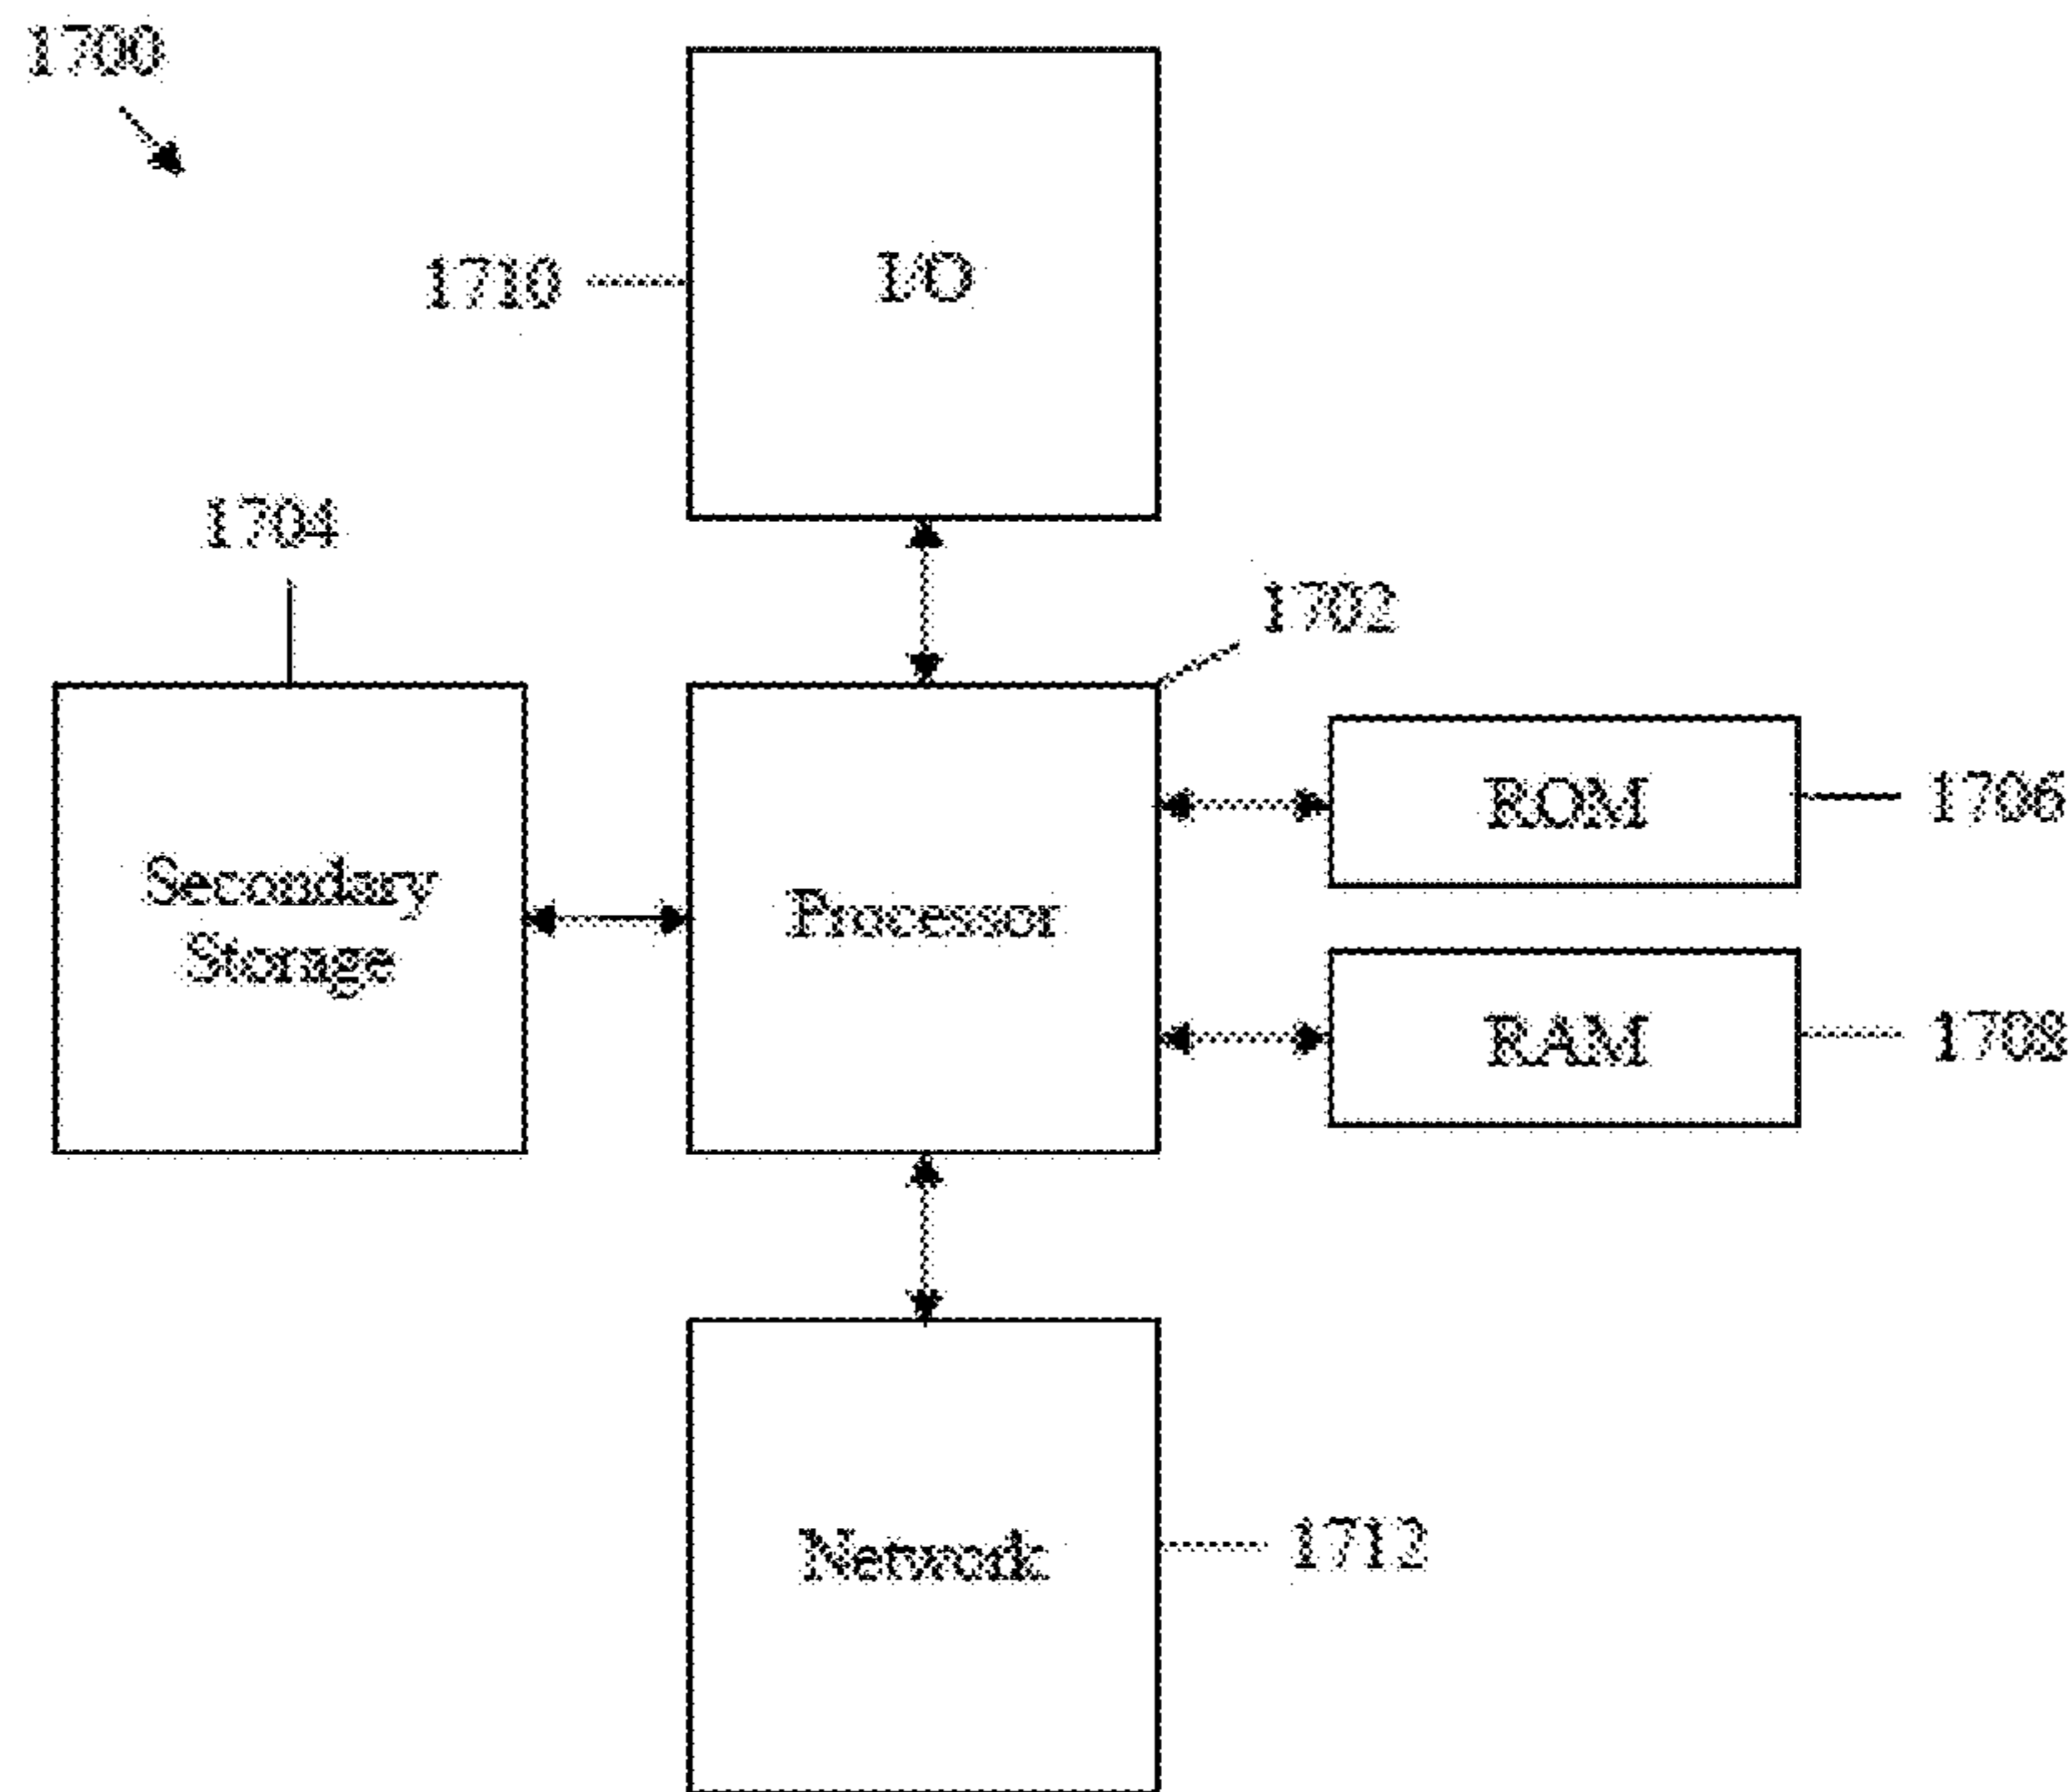 1700
1710
I/O
1704
1702
Secondary
Storage
Processor
ROM
1706
RAM
1708
Network
1712